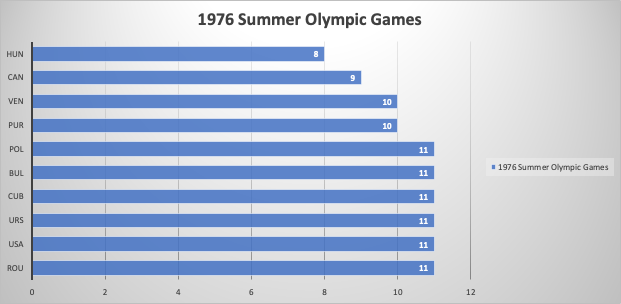 1976 Summer Olympic Games
HUN 8
CAN 9
VEN 10
PUR 10
POL 11
BUL 11
CUB 11
URS 11
USA 11
ROU 11
0 2 4 6 8 10 12
1976 Summer Olympic Games